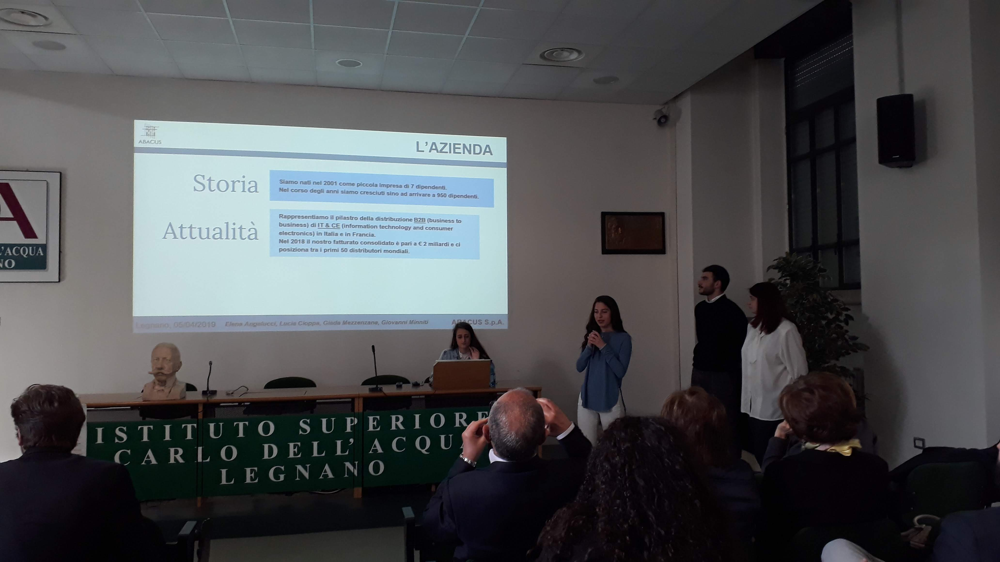 ABACUS
L'AZIENDA
Storia
Siamo nati nel 2001 come piccola impresa di 7 dipendenti.
Nel corso degli anni siamo cresciuti sino ad arrivare a 950 dipendenti.
Attualità
Rappresentiamo il pilastro della distribuzione B2B (business to
business) di IT & CE (information technology and consumer
electronics) in Italia e in Francia.
Nel 2018 il nostro fatturato consolidato è pari a € 2 miliardi e ci
posiziona tra i primi 50 distributori mondiali.
Legnano, 05/04/2019 Elena Angelucci, Lucia Cioppa, Giada Mezzenzana, Giovanni Minniti ABACUS S.p.A.
A
L'ACQUA
NO
ISTITUTO SUPERIORE
CARLO DELL'ACQUA
LEGNANO